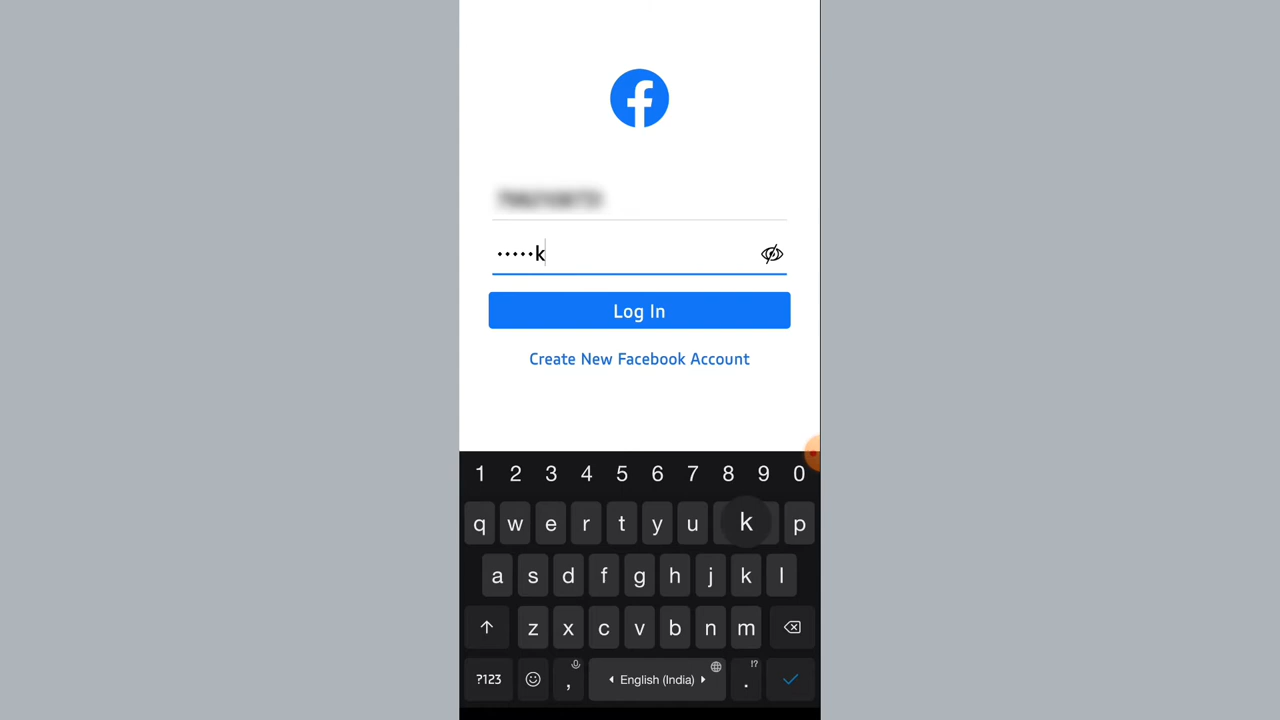 ·····k
Log In
Create New Facebook Account
1 2 3 4 5 6 7 8 9 0
q w e r t y u k p
a s d f g h j k l
z x c v b n m
?123 , English (India) . !?